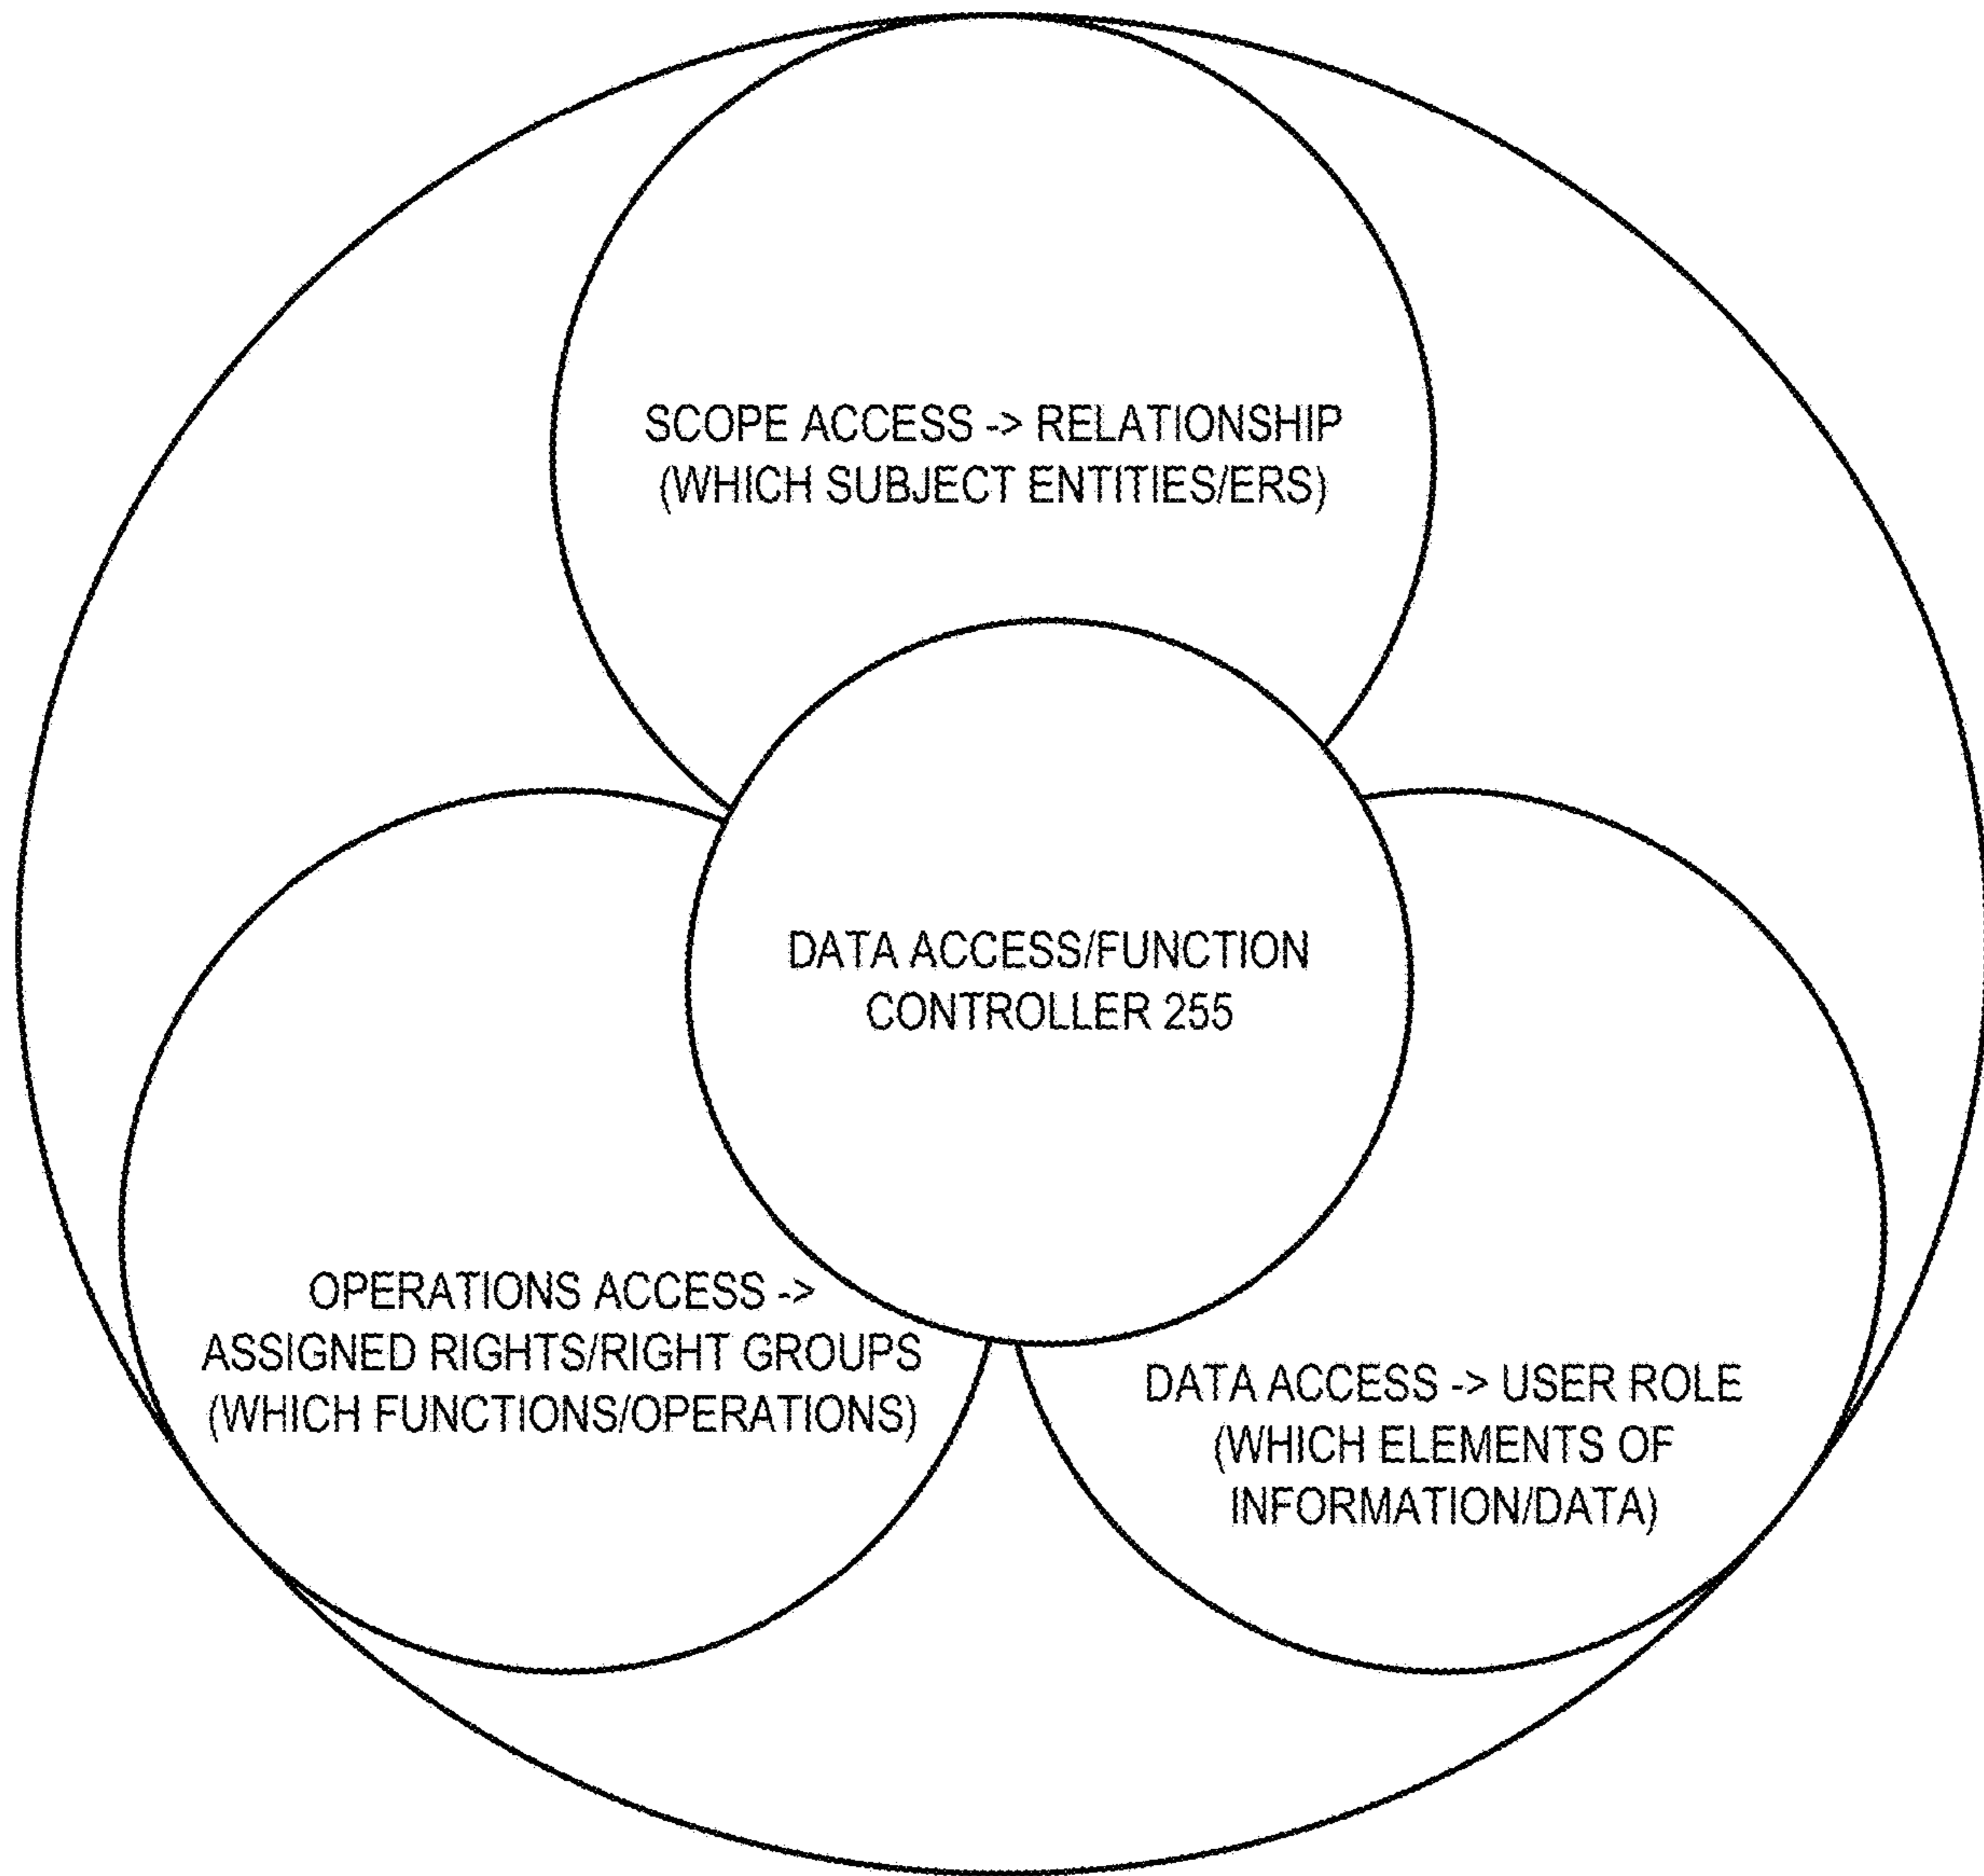 SCOPE ACCESS -> RELATIONSHIP
(WHICH SUBJECT ENTITIES/ERS)
DATA ACCESS/FUNCTION
CONTROLLER 255
OPERATIONS ACCESS ->
ASSIGNED RIGHTS/RIGHT GROUPS
(WHICH FUNCTIONS/OPERATIONS)
DATA ACCESS -> USER ROLE
(WHICH ELEMENTS OF
INFORMATION/DATA)